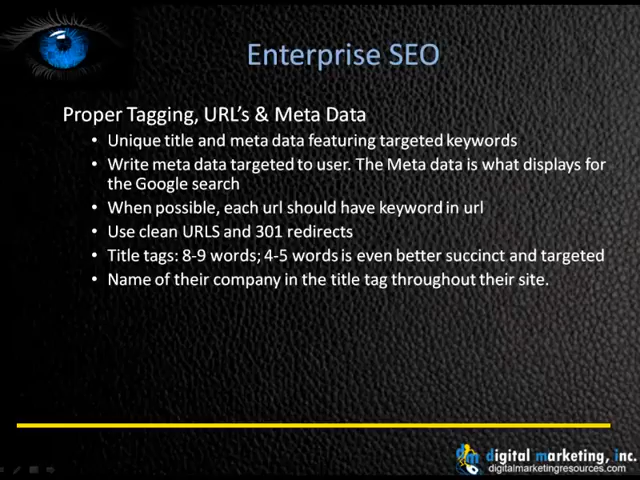 Enterprise SEO
Proper Tagging, URL's & Meta Data
• Unique title and meta data featuring targeted keywords
• Write meta data targeted to user. The Meta data is what displays for
the Google search
• When possible, each url should have keyword in url
• Use clean URLS and 301 redirects
• Title tags: 8-9 words; 4-5 words is even better succinct and targeted
• Name of their company in the title tag throughout their site.
digital marketing, inc.
digitalmarketingresources.com